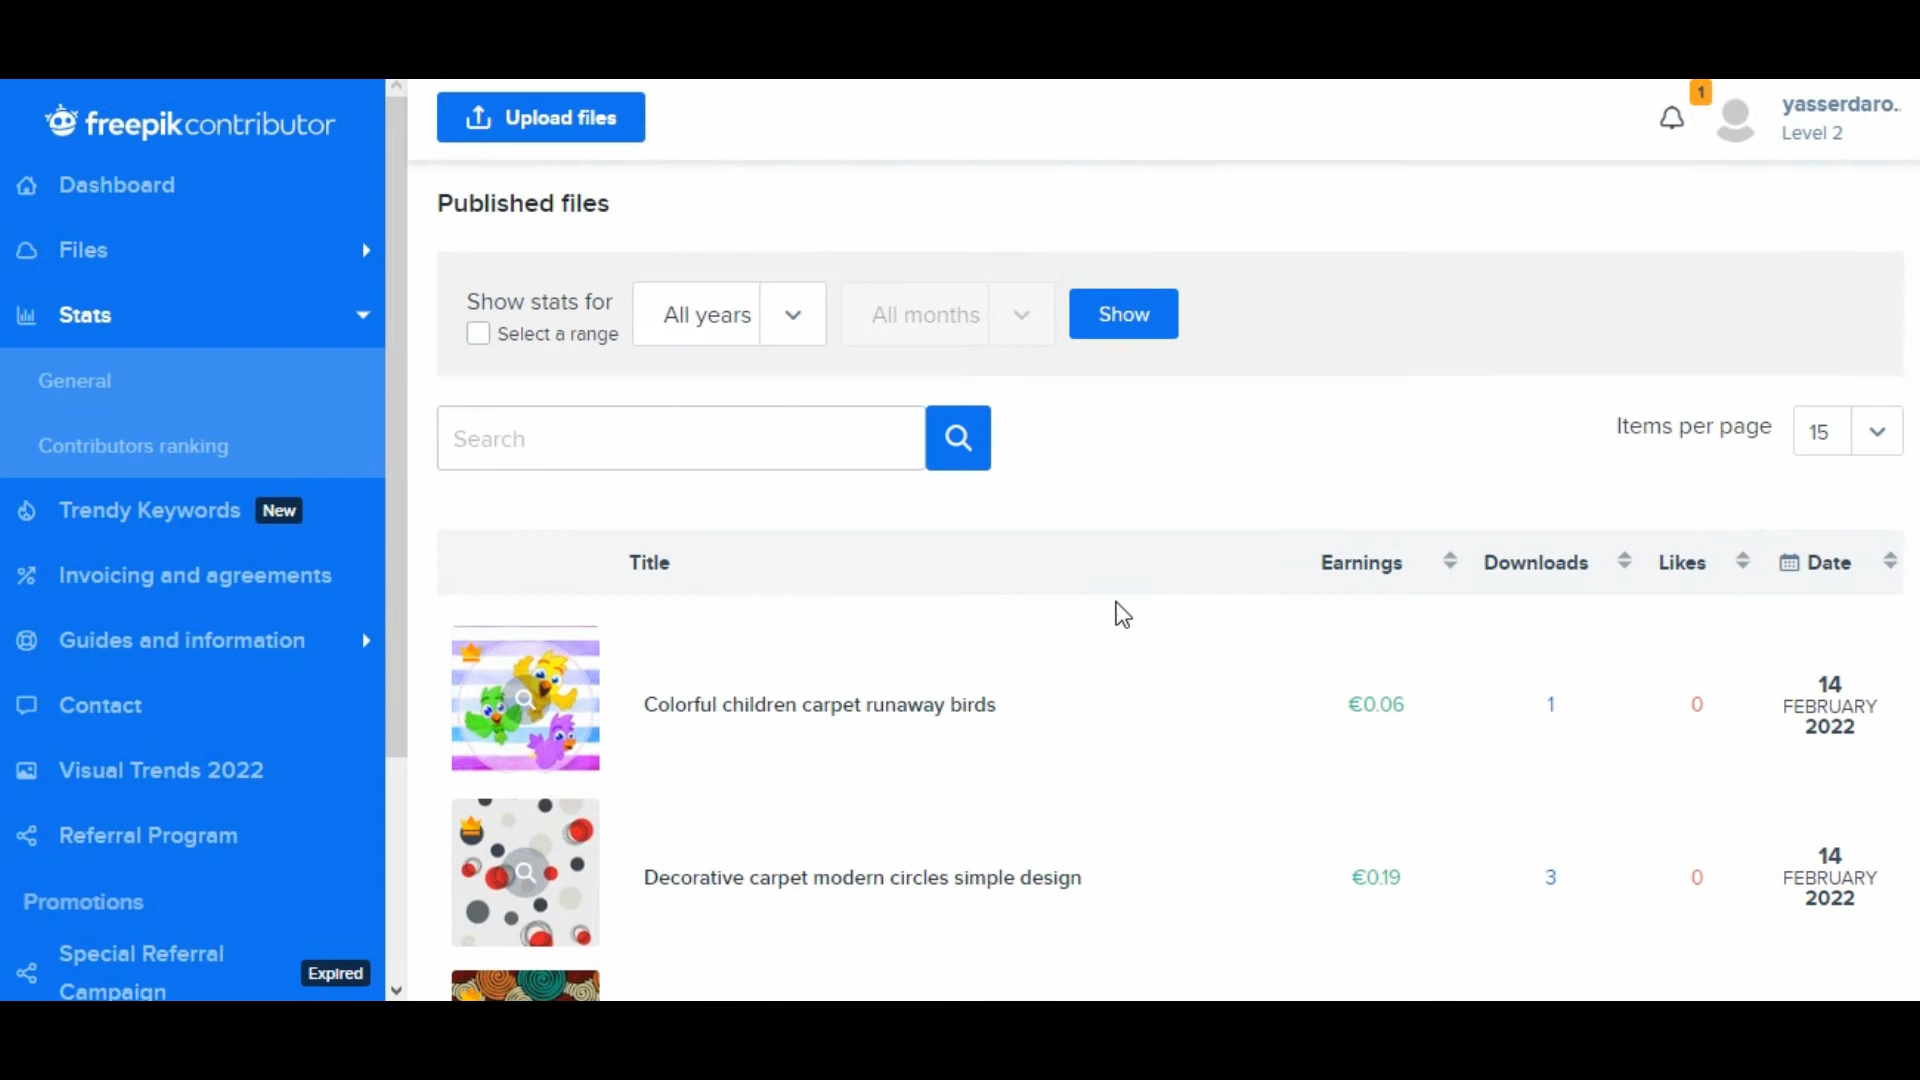 freepikcontributor
Dashboard
Files
Stats
General
Contributors ranking
Trendy Keywords New
Invoicing and agreements
Guides and information
Contact
Visual Trends 2022
Referral Program
Promotions
Special Referral
Campaign
Expired
Upload files
1
yasserdaro..
Level 2
Published files
Show stats for
Select a range
All years
All months
Show
Search
Items per page
15
Title Earnings Downloads Likes Date
Colorful children carpet runaway birds €0.06 1 0
14
FEBRUARY
2022
Decorative carpet modern circles simple design €0.19 3 0
14
FEBRUARY
2022